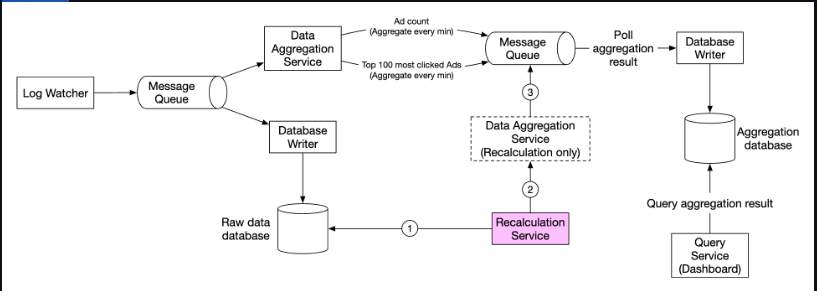 Log Watcher
Message
Queue
Data
Aggregation
Service
Ad count
(Aggregate every min)
Top 100 most clicked Ads
(Aggregate every min)
Message
Queue
Poll
aggregation
result
Database
Writer
Database
Writer
3
Data Aggregation
Service
(Recalculation only)
Aggregation
database
2
Query aggregation result
Raw data
database
1
Recalculation
Service
Query
Service
(Dashboard)